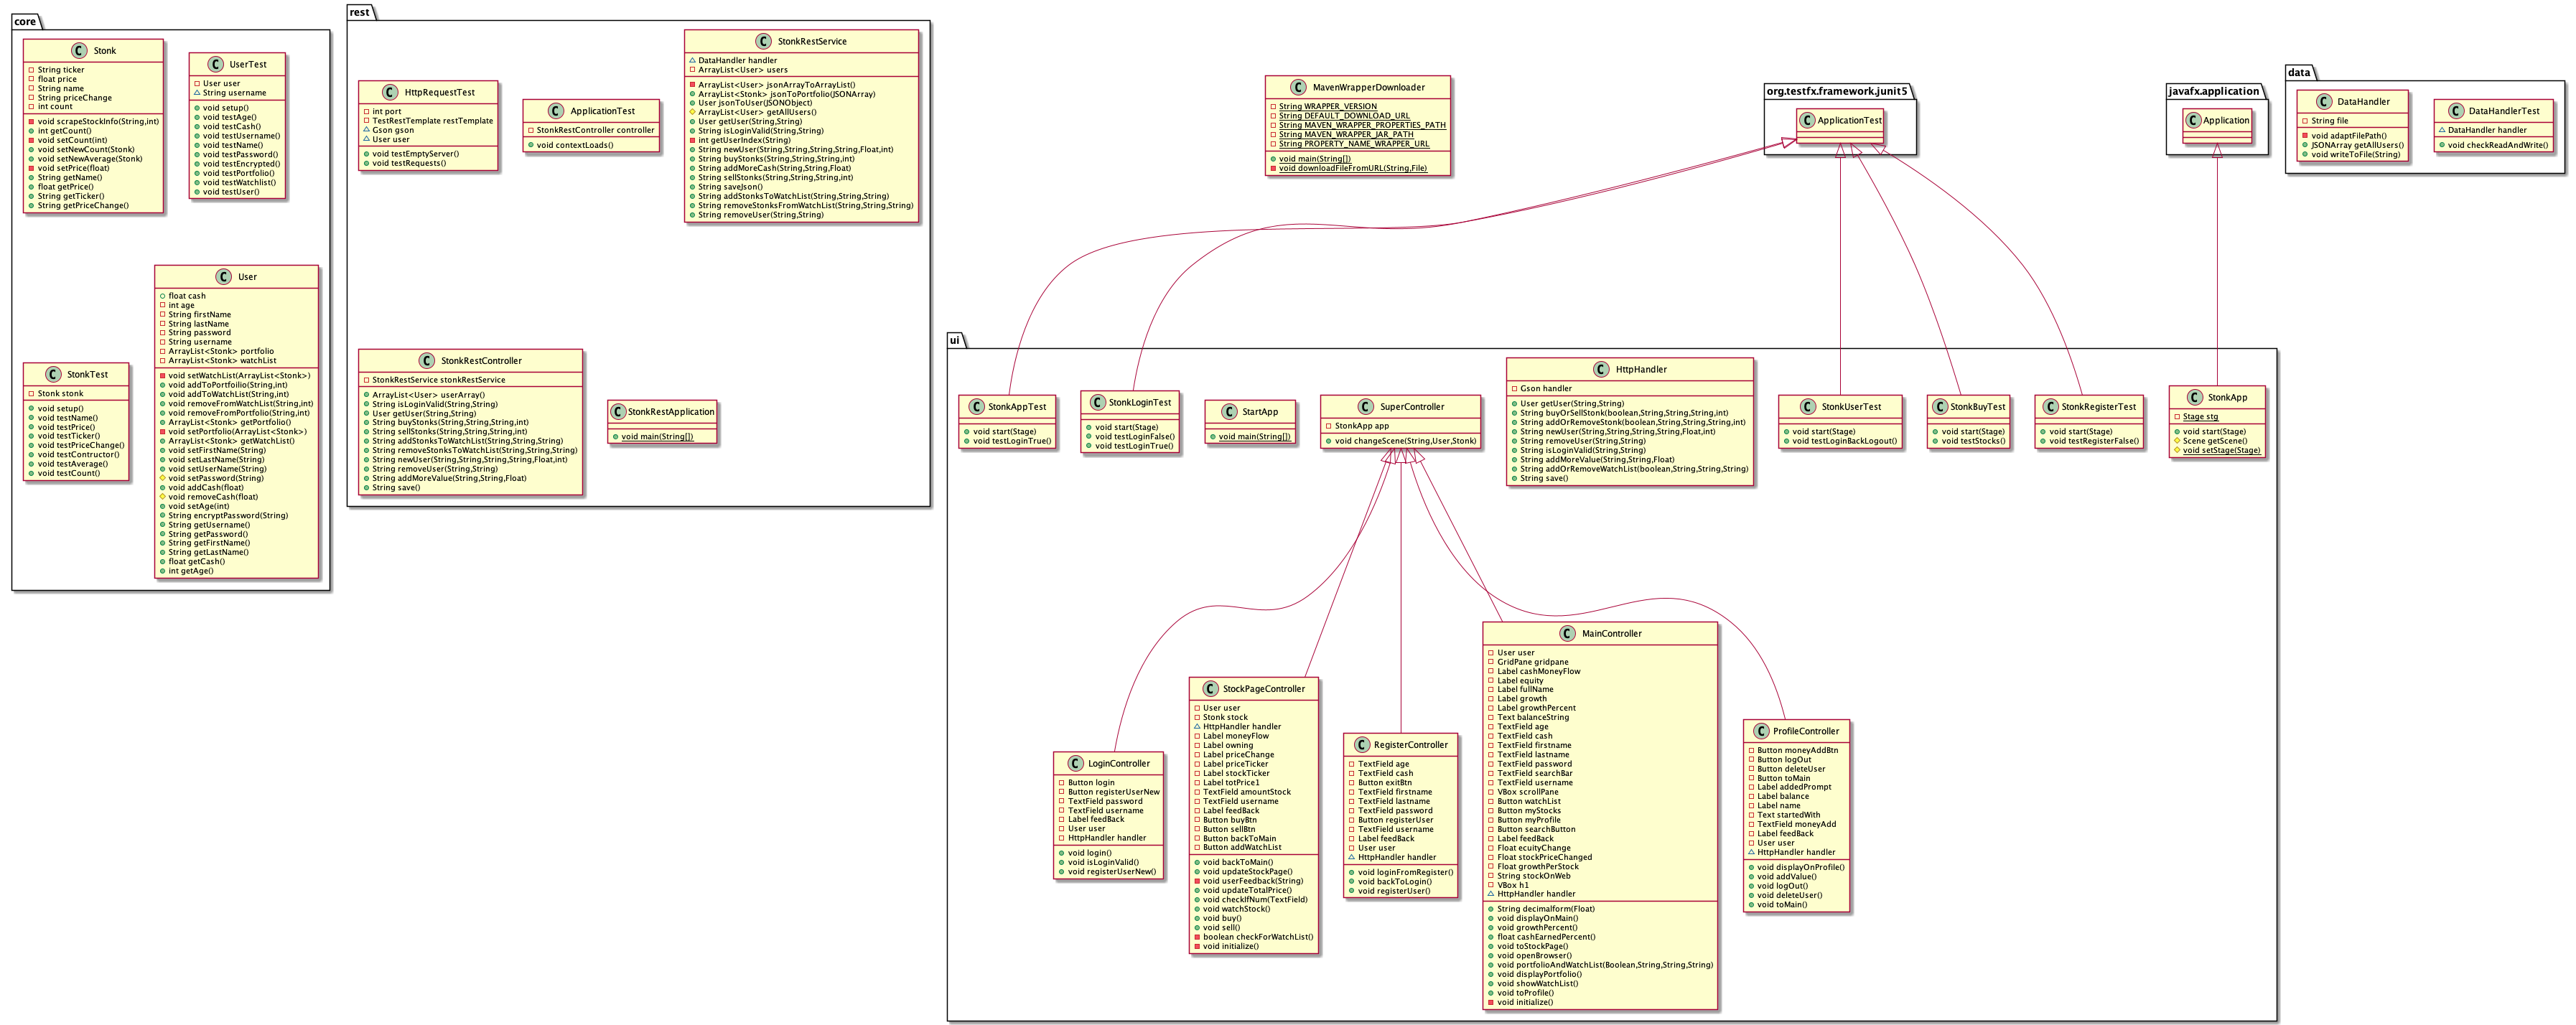 core
Stonk
String ticker
float price
String name
String priceChange
int count
void scrapeStockInfo(String,int)
int getCount()
void setCount(int)
void setNewCount(Stonk)
void setNewAverage(Stonk)
void setPrice(float)
String getName()
float getPrice()
String getTicker()
String getPriceChange()
UserTest
User user
String username
void setup()
void testAge()
void testCash()
void testUsername()
void testName()
void testPassword()
void testEncrypted()
void testPortfolio()
void testWatchlist()
void testUser()
StonkTest
Stonk stonk
void setup()
void testName()
void testPrice()
void testTicker()
void testPriceChange()
void testContructor()
void testAverage()
void testCount()
User
float cash
int age
String firstName
String lastName
String password
String username
ArrayList<Stonk> portfolio
ArrayList<Stonk> watchList
void setWatchList(ArrayList<Stonk>)
void addToPortfoilio(String,int)
void addToWatchList(String,int)
void removeFromWatchList(String,int)
void removeFromPortfolio(String,int)
ArrayList<Stonk> getPortfolio()
void setPortfolio(ArrayList<Stonk>)
ArrayList<Stonk> getWatchList()
void setFirstName(String)
void setLastName(String)
void setUserName(String)
void setPassword(String)
void addCash(float)
void removeCash(float)
void setAge(int)
String encryptPassword(String)
String getUsername()
String getPassword()
String getFirstName()
String getLastName()
float getCash()
int getAge()
rest
HttpRequestTest
int port
TestRestTemplate restTemplate
Gson gson
User user
void testEmptyServer()
void testRequests()
ApplicationTest
StonkRestController controller
void contextLoads()
StonkRestService
DataHandler handler
ArrayList<User> users
ArrayList<User> jsonArrayToArrayList()
ArrayList<Stonk> jsonToPortfolio(JSONArray)
User jsonToUser(JSONObject)
ArrayList<User> getAllUsers()
User getUser(String,String)
String isLoginValid(String,String)
int getUserIndex(String)
String newUser(String,String,String,String,Float,int)
String buyStonks(String,String,String,int)
String addMoreCash(String,String,Float)
String sellStonks(String,String,String,int)
String saveJson()
String addStonksToWatchList(String,String,String)
String removeStonksFromWatchList(String,String,String)
String removeUser(String,String)
StonkRestController
StonkRestService stonkRestService
ArrayList<User> userArray()
String isLoginValid(String,String)
User getUser(String,String)
String buyStonks(String,String,String,int)
String sellStonks(String,String,String,int)
String addStonksToWatchList(String,String,String)
String removeStonksToWatchList(String,String,String)
String newUser(String,String,String,String,Float,int)
String removeUser(String,String)
String addMoreValue(String,String,Float)
String save()
StonkRestApplication
void main(String[])
MavenWrapperDownloader
String WRAPPER_VERSION
String DEFAULT_DOWNLOAD_URL
String MAVEN_WRAPPER_PROPERTIES_PATH
String MAVEN_WRAPPER_JAR_PATH
String PROPERTY_NAME_WRAPPER_URL
void main(String[])
void downloadFileFromURL(String,File)
org.testfx.framework.junit5
ApplicationTest
javafx.application
Application
data
DataHandler
String file
void adaptFilePath()
JSONArray getAllUsers()
void writeToFile(String)
DataHandlerTest
DataHandler handler
void checkReadAndWrite()
ui
StonkAppTest
void start(Stage)
void testLoginTrue()
StonkLoginTest
void start(Stage)
void testLoginFalse()
void testLoginTrue()
StartApp
void main(String[])
SuperController
StonkApp app
void changeScene(String,User,Stonk)
HttpHandler
Gson handler
User getUser(String,String)
String buyOrSellStonk(boolean,String,String,String,int)
String addOrRemoveStonk(boolean,String,String,String,int)
String newUser(String,String,String,String,Float,int)
String removeUser(String,String)
String isLoginValid(String,String)
String addMoreValue(String,String,Float)
String addOrRemoveWatchList(boolean,String,String,String)
String save()
StonkUserTest
void start(Stage)
void testLoginBackLogout()
StonkBuyTest
void start(Stage)
void testStocks()
StonkRegisterTest
void start(Stage)
void testRegisterFalse()
StonkApp
Stage stg
void start(Stage)
Scene getScene()
void setStage(Stage)
LoginController
Button login
Button registerUserNew
TextField password
TextField username
Label feedBack
User user
HttpHandler handler
void login()
void isLoginValid()
void registerUserNew()
StockPageController
User user
Stonk stock
HttpHandler handler
Label moneyFlow
Label owning
Label priceChange
Label priceTicker
Label stockTicker
Label totPrice1
TextField amountStock
TextField username
Label feedBack
Button buyBtn
Button sellBtn
Button backToMain
Button addWatchList
void backToMain()
void updateStockPage()
void userFeedback(String)
void updateTotalPrice()
void checkIfNum(TextField)
void watchStock()
void buy()
void sell()
boolean checkForWatchList()
void initialize()
RegisterController
TextField age
TextField cash
Button exitBtn
TextField firstname
TextField lastname
TextField password
Button registerUser
TextField username
Label feedBack
User user
HttpHandler handler
void loginFromRegister()
void backToLogin()
void registerUser()
MainController
User user
GridPane gridpane
Label cashMoneyFlow
Label equity
Label fullName
Label growth
Label growthPercent
Text balanceString
TextField age
TextField cash
TextField firstname
TextField lastname
TextField password
TextField searchBar
TextField username
VBox scrollPane
Button watchList
Button myStocks
Button myProfile
Button searchButton
Label feedBack
Float ecuityChange
Float stockPriceChanged
Float growthPerStock
String stockOnWeb
VBox h1
HttpHandler handler
String decimalform(Float)
void displayOnMain()
void growthPercent()
float cashEarnedPercent()
void toStockPage()
void openBrowser()
void portfolioAndWatchList(Boolean,String,String,String)
void displayPortfolio()
void showWatchList()
void toProfile()
void initialize()
ProfileController
Button moneyAddBtn
Button logOut
Button deleteUser
Button toMain
Label addedPrompt
Label balance
Label name
Text startedWith
TextField moneyAdd
Label feedBack
User user
HttpHandler handler
void displayOnProfile()
void addValue()
void logOut()
void deleteUser()
void toMain()